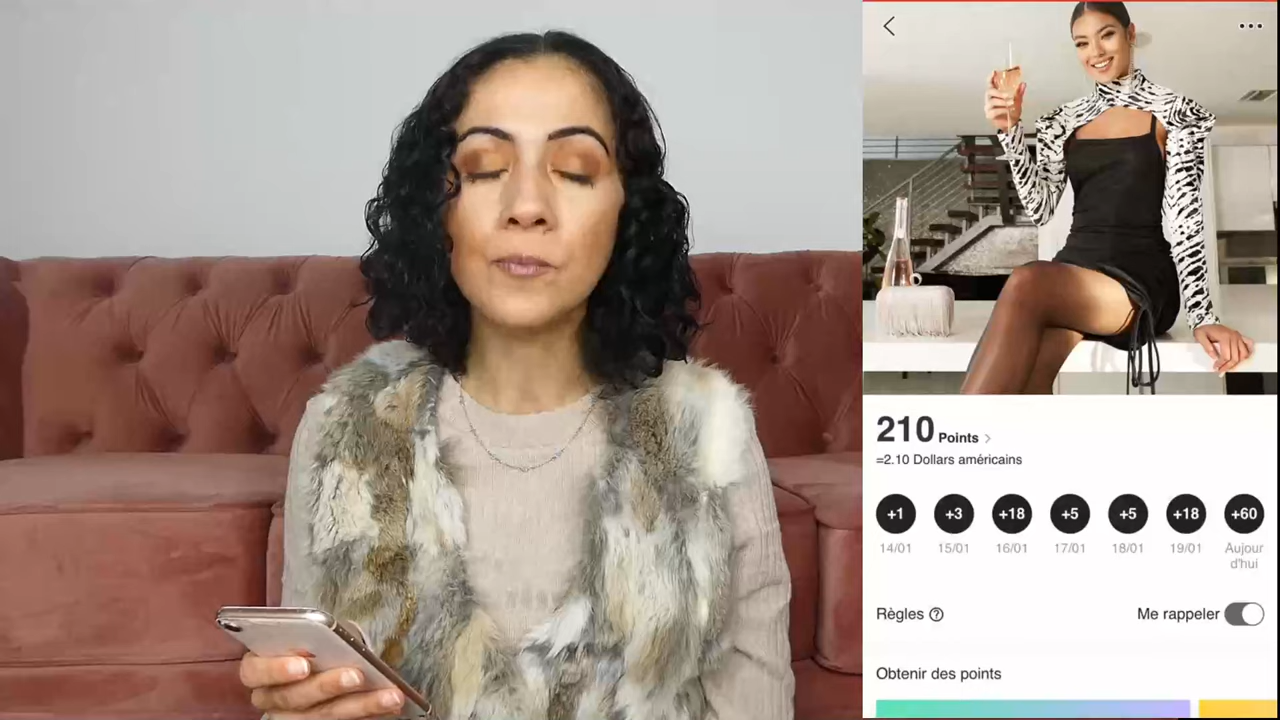 210 Points >
=2.10 Dollars américains
+1 +3 +18 +5 +5 +18 +60
14/01 15/01 16/01 17/01 18/01 19/01 Aujour
d'hui
Règles ? Me rappeler
Obtenir des points